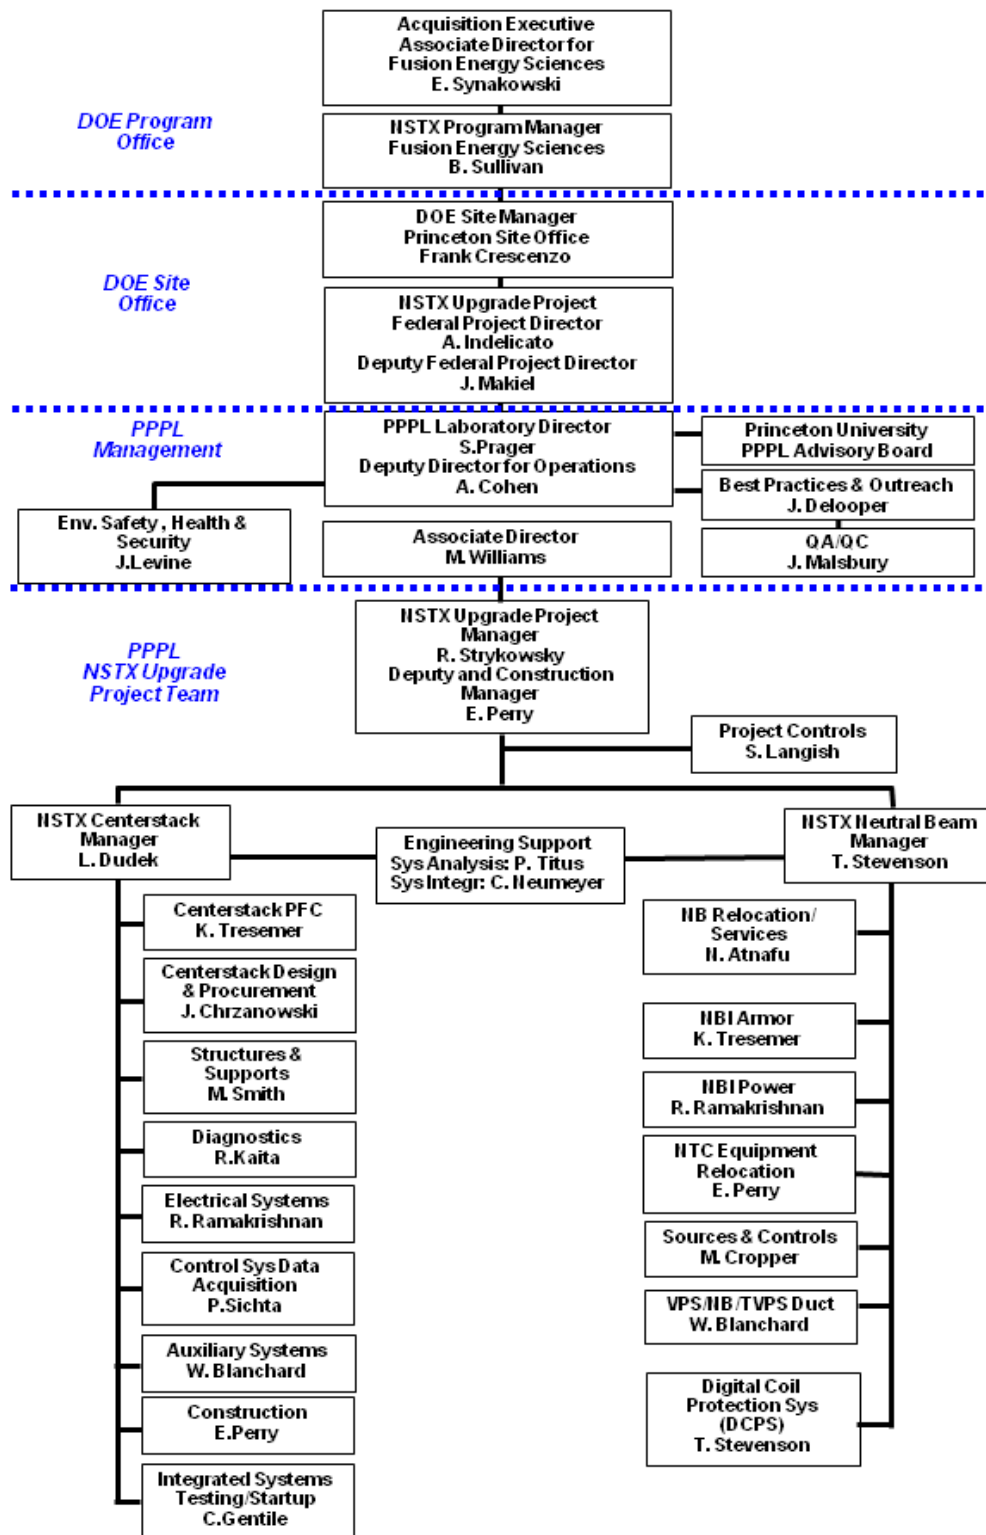 Acquisition Executive
Associate Director for
Fusion Energy Sciences
E. Synakowski
DOE Program
Office
NSTX Program Manager
Fusion Energy Sciences
B. Sullivan
DOE Site Manager
Princeton Site Office
Frank Crescenzo
DOE Site
Office
NSTX Upgrade Project
Federal Project Director
A. Indelicato
Deputy Federal Project Director
J. Makiel
PPPL
Management
PPPL Laboratory Director
S.Prager
Deputy Director for Operations
A. Cohen
Princeton University
PPPL Advisory Board
Best Practices & Outreach
J. Delooper
Env. Safety , Health &
Security
J.Levine
Associate Director
M. Williams
QA/QC
J. Malsbury
PPPL
NSTX Upgrade
Project Team
NSTX Upgrade Project
Manager
R. Strykowsky
Deputy and Construction
Manager
E. Perry
Project Controls
S. Langish
NSTX Centerstack
Manager
L. Dudek
Engineering Support
Sys Analysis: P. Titus
Sys Integr: C. Neumeyer
NSTX Neutral Beam
Manager
T. Stevenson
Centerstack PFC
K. Tresemer
Centerstack Design
& Procurement
J. Chrzanowski
Structures &
Supports
M. Smith
Diagnostics
R.Kaita
Electrical Systems
R. Ramakrishnan
Control Sys Data
Acquisition
P.Sichta
Auxiliary Systems
W. Blanchard
Construction
E.Perry
Integrated Systems
Testing/Startup
C.Gentile
NB Relocation/
Services
N. Atnafu
NBI Armor
K. Tresemer
NBI Power
R. Ramakrishnan
NTC Equipment
Relocation
E. Perry
Sources & Controls
M. Cropper
VPS/NB/TVPS Duct
W. Blanchard
Digital Coil
Protection Sys
(DCPS)
T. Stevenson